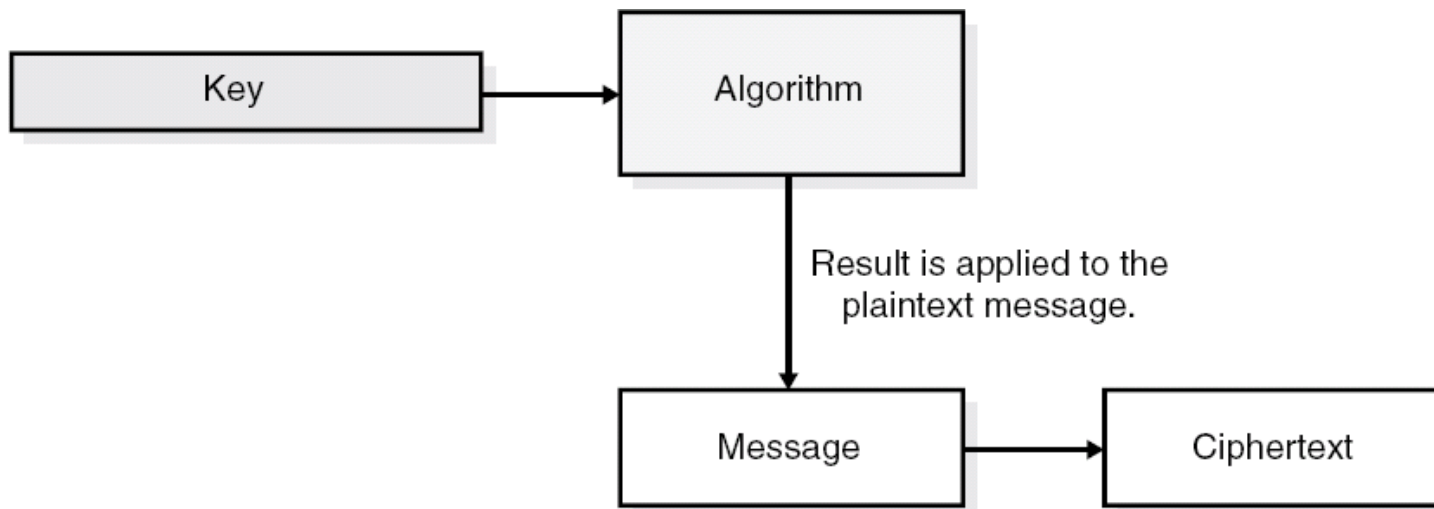 Key
Algorithm
Result is applied to the
plaintext message.
Message
Ciphertext